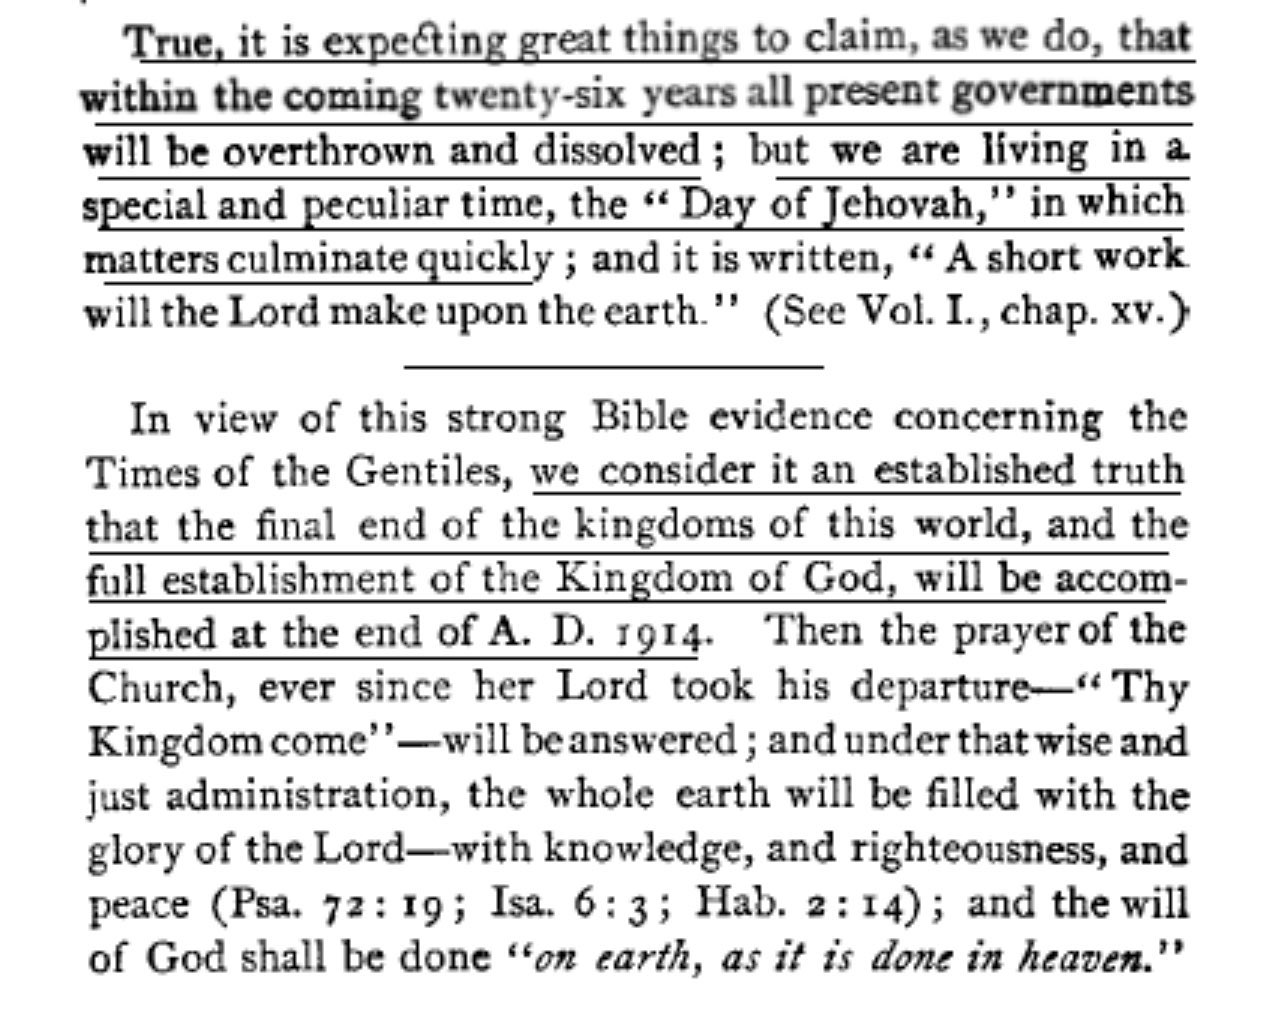 True, it is expecting great things to claim, as we do, that
within the coming twenty-six years all present governments
will be overthrown and dissolved ; but we are living in a
special and peculiar time, the “ Day of Jehovah,” in which
matters culminate quickly ; and it is written, “ A short work
will the Lord make upon the earth.” (See Vol. I., chap. xv.)
In view of this strong Bible evidence concerning the
Times of the Gentiles, we consider it an established truth
that the final end of the kingdoms of this world, and the
full establishment of the Kingdom of God, will be accom-
plished at the end of A. D. 1914. Then the prayer of the
Church, ever since her Lord took his departure—“ Thy
Kingdom come”—will be answered ; and under that wise and
just administration, the whole earth will be filled with the
glory of the Lord—with knowledge, and righteousness, and
peace (Psa. 72 : 19 ; Isa. 6 : 3 ; Hab. 2 : 14) ; and the will
of God shall be done “on earth, as it is done in heaven.”